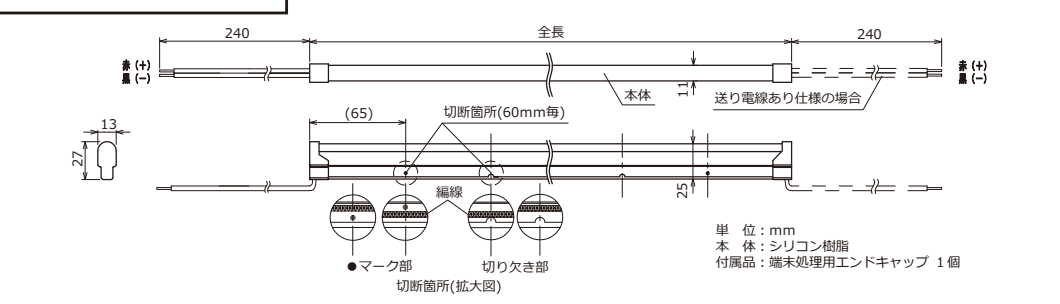 240
全長
240
赤 (+)
黒 (−)
赤 (+)
黒 (−)
本体
11
送り電線あり仕様の場合
(65)
切断箇所(60mm毎)
13
27
25
編線
●マーク部
切り欠き部
切断箇所(拡大図)
単　位：mm
本　体：シリコン樹脂
付属品：端末処理用エンドキャップ 1個